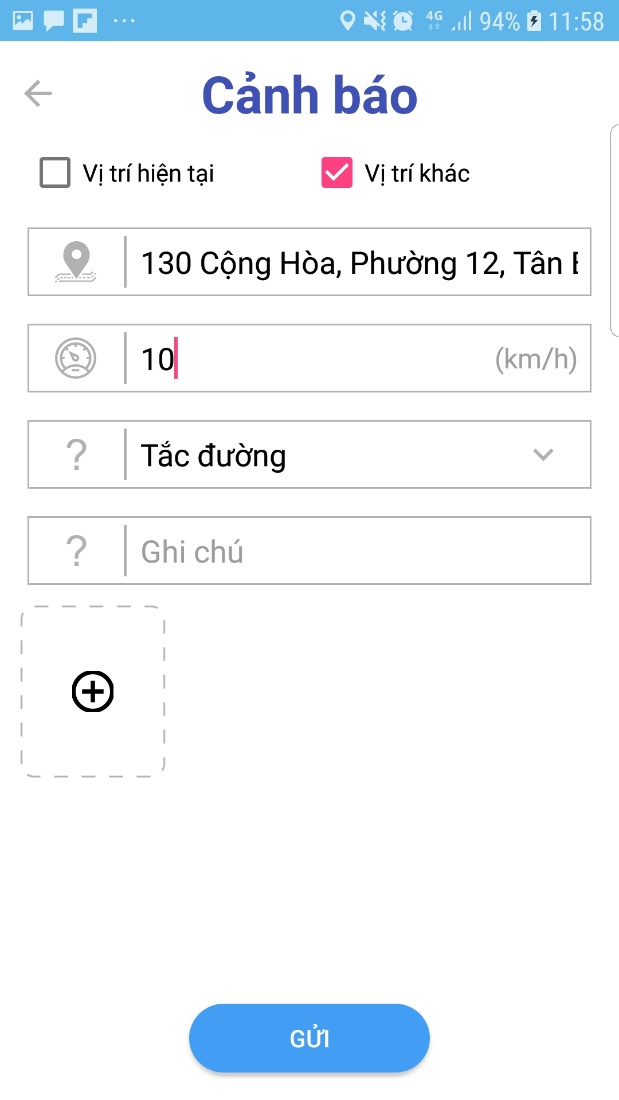 4G 94% 11:58
Cảnh báo
Vị trí hiện tại Vị trí khác
130 Cộng Hòa, Phường 12, Tân
10 (km/h)
Tắc đường
Ghi chú
GỬI